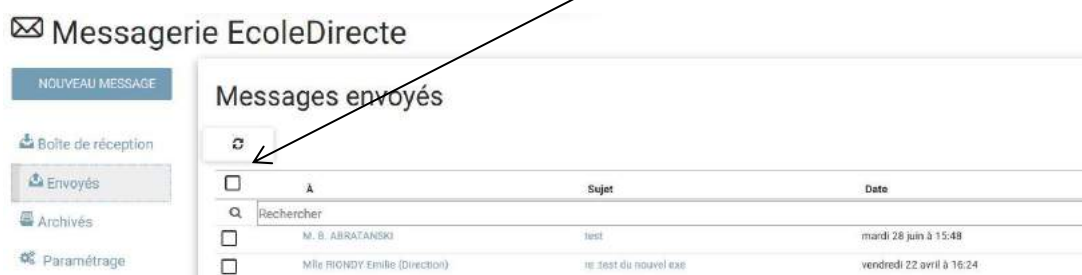 Messagerie EcoleDirecte
NOUVEAU MESSAGE
Messages envoyés
Boîte de réception
Envoyés
À Sujet Date
Archivés
Rechercher
M. B. ABRATANSKI test mardi 28 juin à 15:48
Paramétrage
Mlle RIONDY Emilie (Direction) re :test du nouvel exe vendredi 22 avril à 16:24